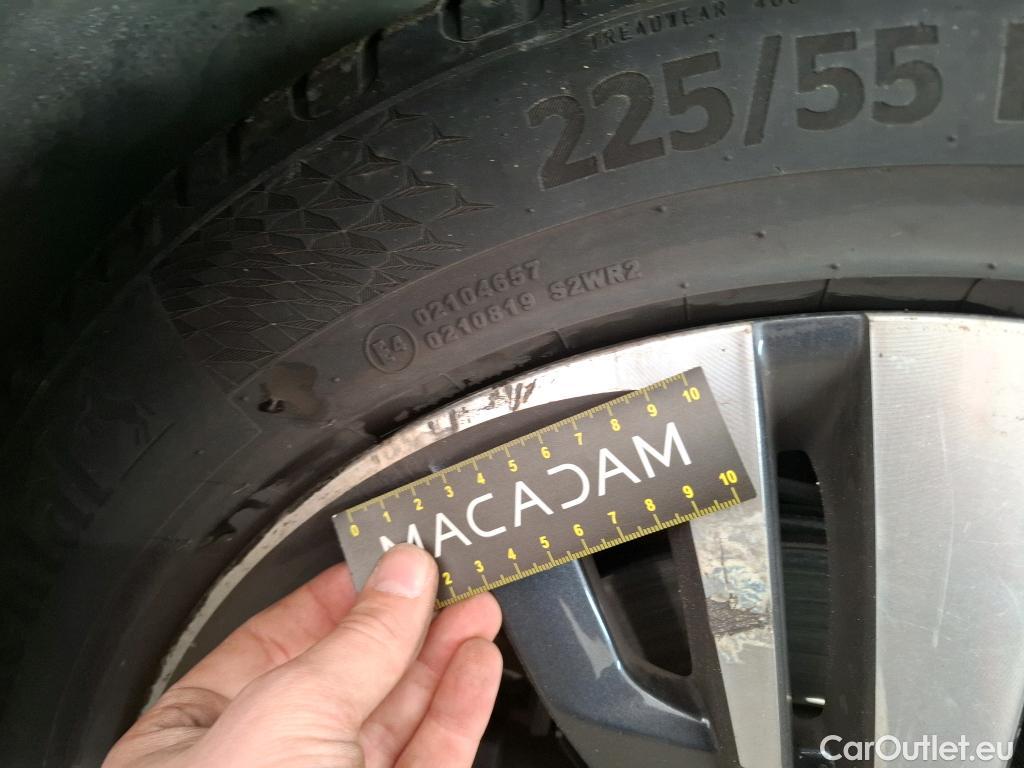 TREADWEAR 400
225/55
02104657
0210819 S2WR2
E4
0 1 2 3 4 5 6 7 8 9 10
MACADAM
2 3 4 5 6 7 8 9 10
CarOutlet.eu